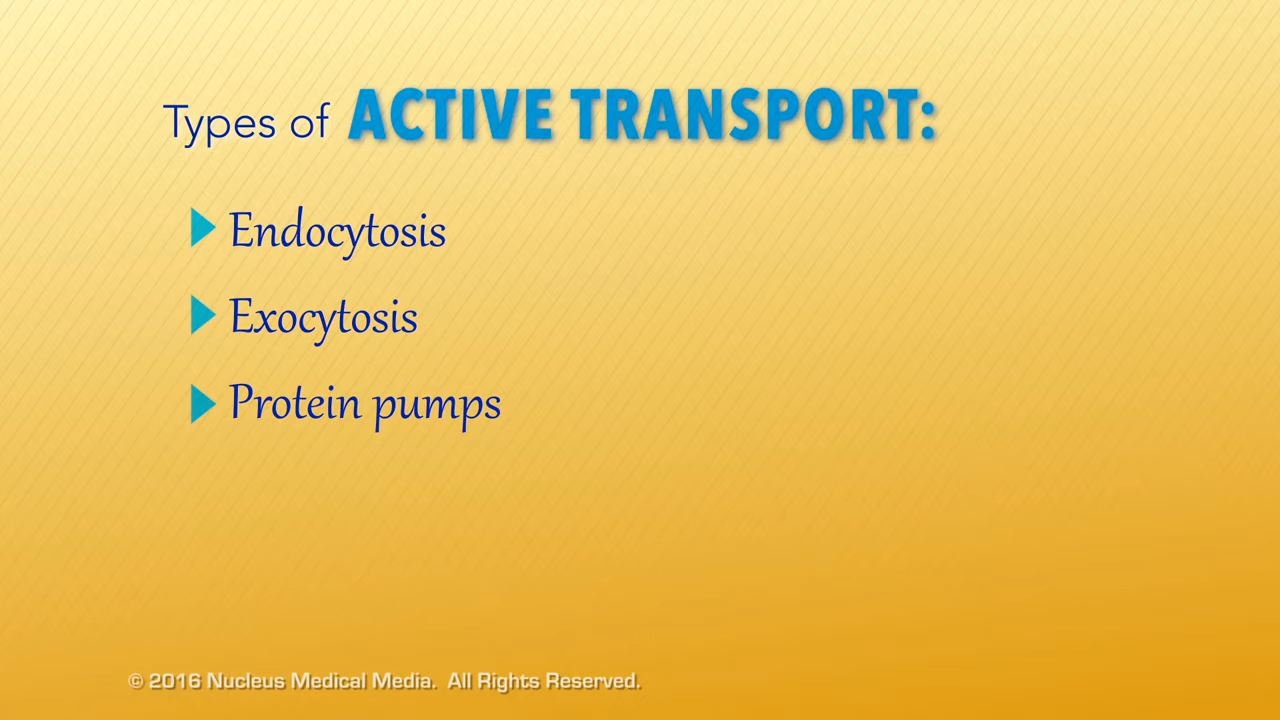 Types of ACTIVE TRANSPORT:
Endocytosis
Exocytosis
Protein pumps
© 2016 Nucleus Medical Media. All Rights Reserved.